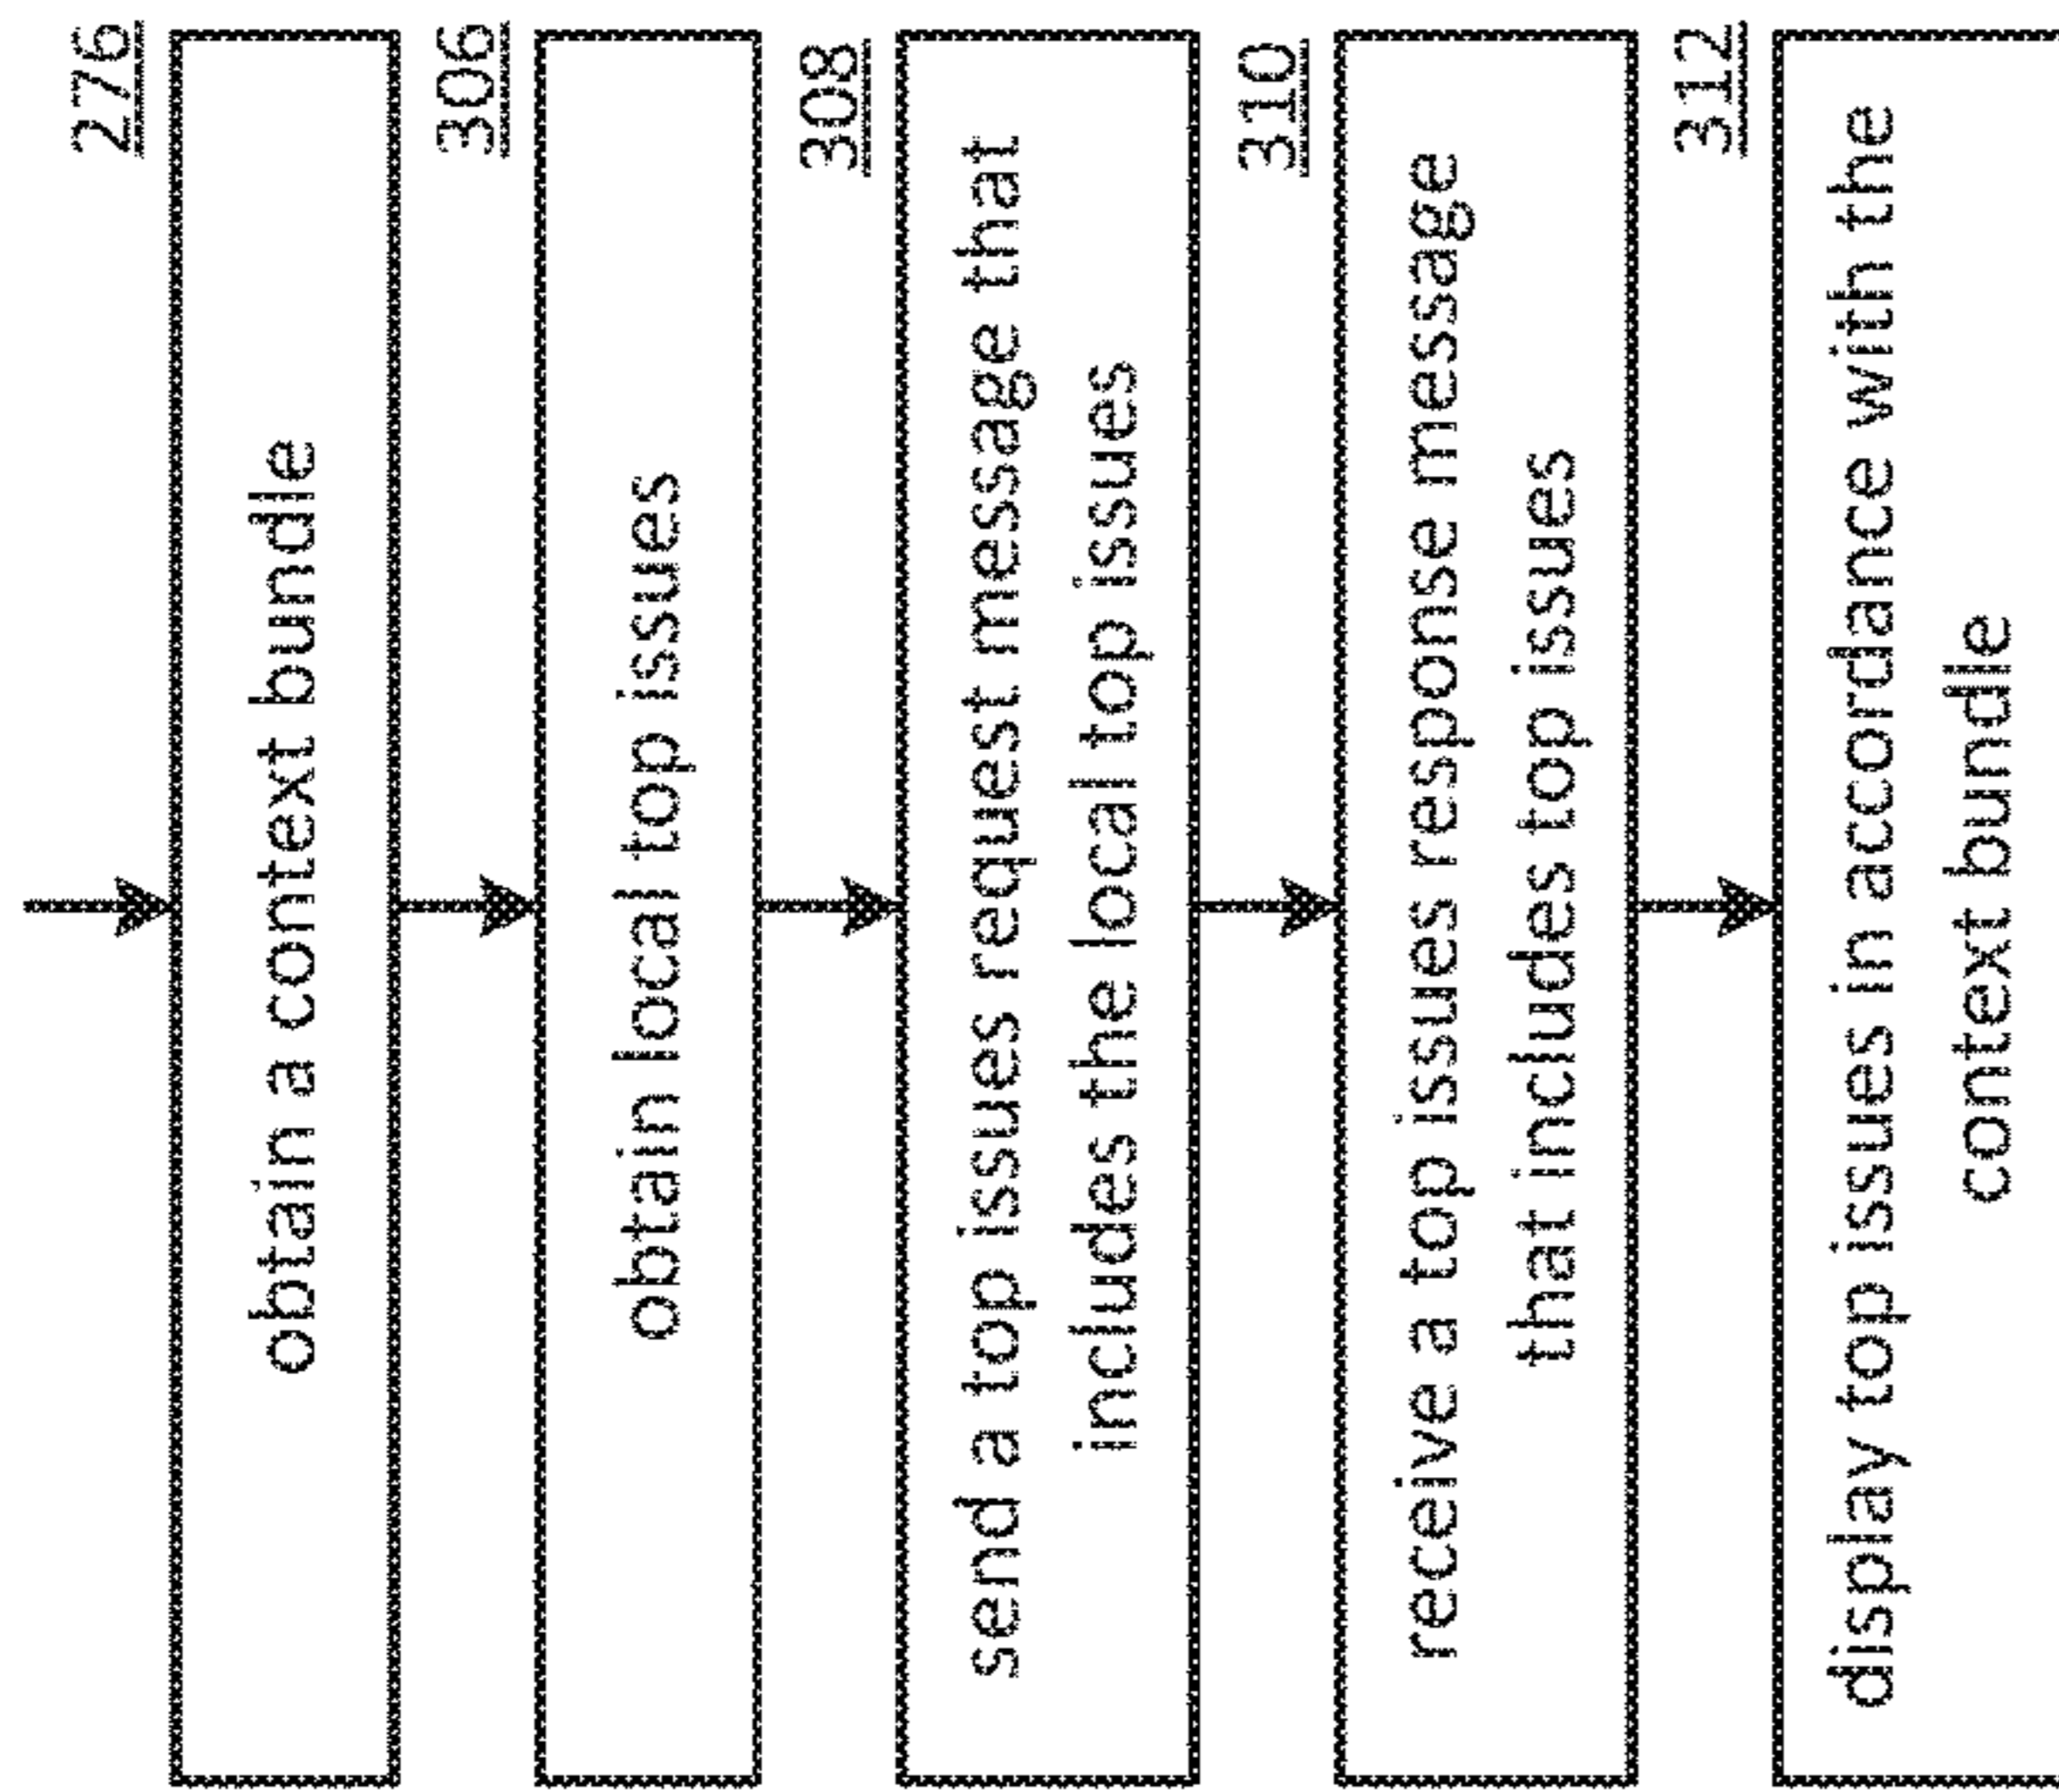 276
obtain a context bundle
306
obtain local top issues
308
send a top issues request message that
includes the local top issues
310
receive a top issues response message
that includes top issues
312
display top issues in accordance with the
context bundle